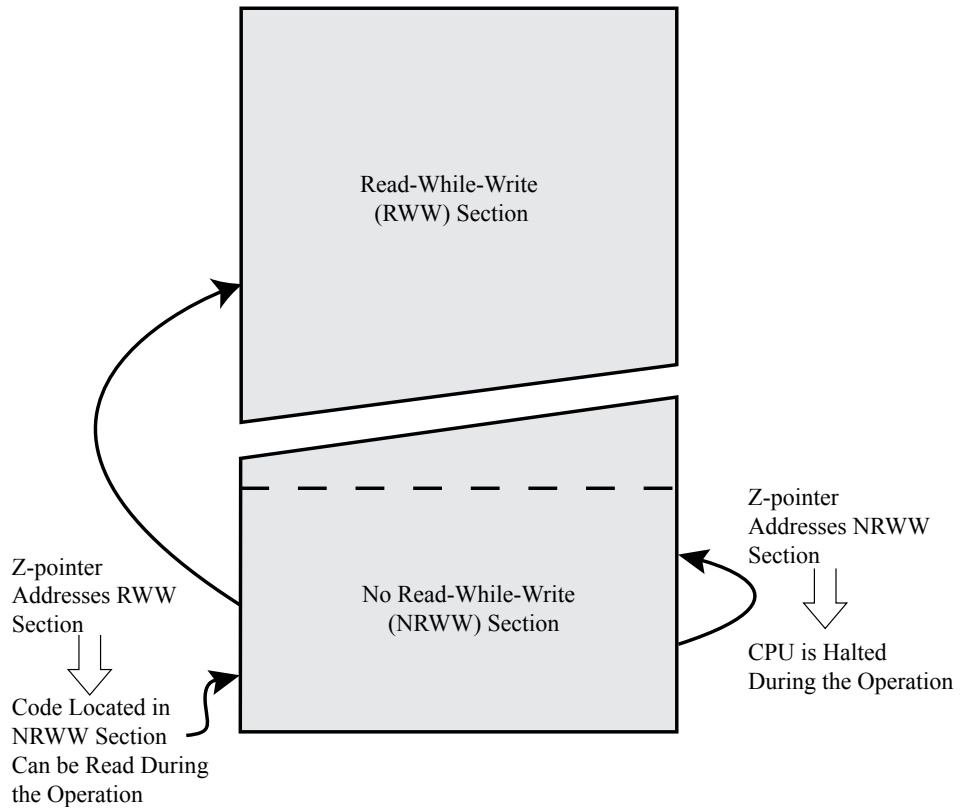 Read-While-Write
(RWW) Section
Z-pointer
Addresses RWW
Section
Code Located in
NRWW Section
Can be Read During
the Operation
No Read-While-Write
(NRWW) Section
Z-pointer
Addresses NRWW
Section
CPU is Halted
During the Operation